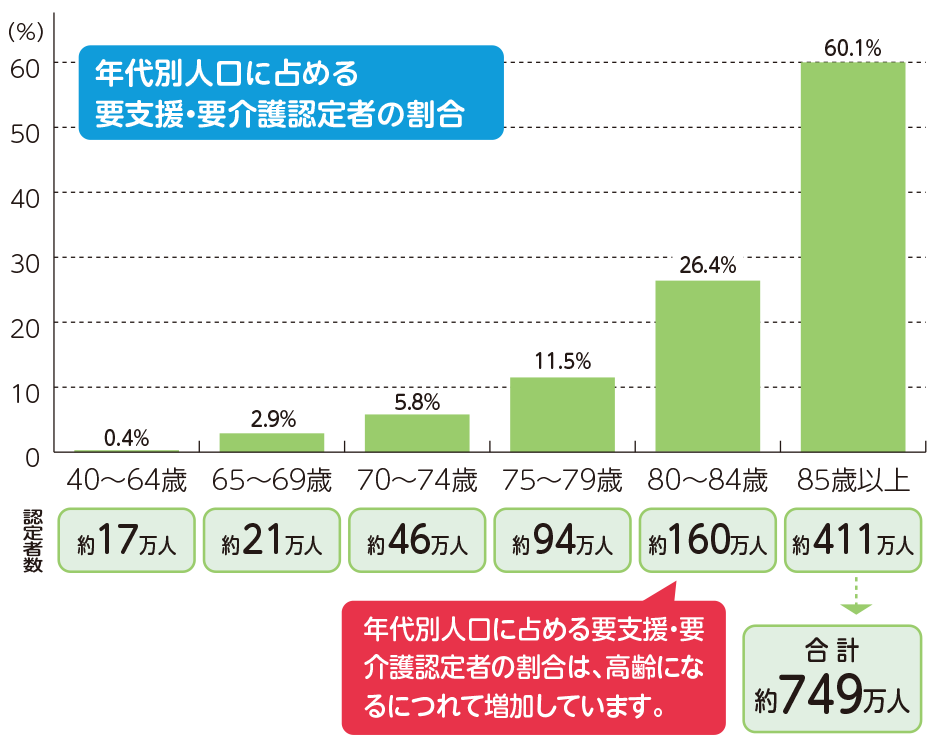 (%)
年代別人口に占める
要支援・要介護認定者の割合
60
50
40
30
20
10
0
0.4%
2.9%
5.8%
11.5%
26.4%
60.1%
40〜64歳
65〜69歳
70〜74歳
75〜79歳
80〜84歳
85歳以上
認定者数
約17万人
約21万人
約46万人
約94万人
約160万人
約411万人
年代別人口に占める要支援・要
介護認定者の割合は、高齢にな
るにつれて増加しています。
合計
約749万人